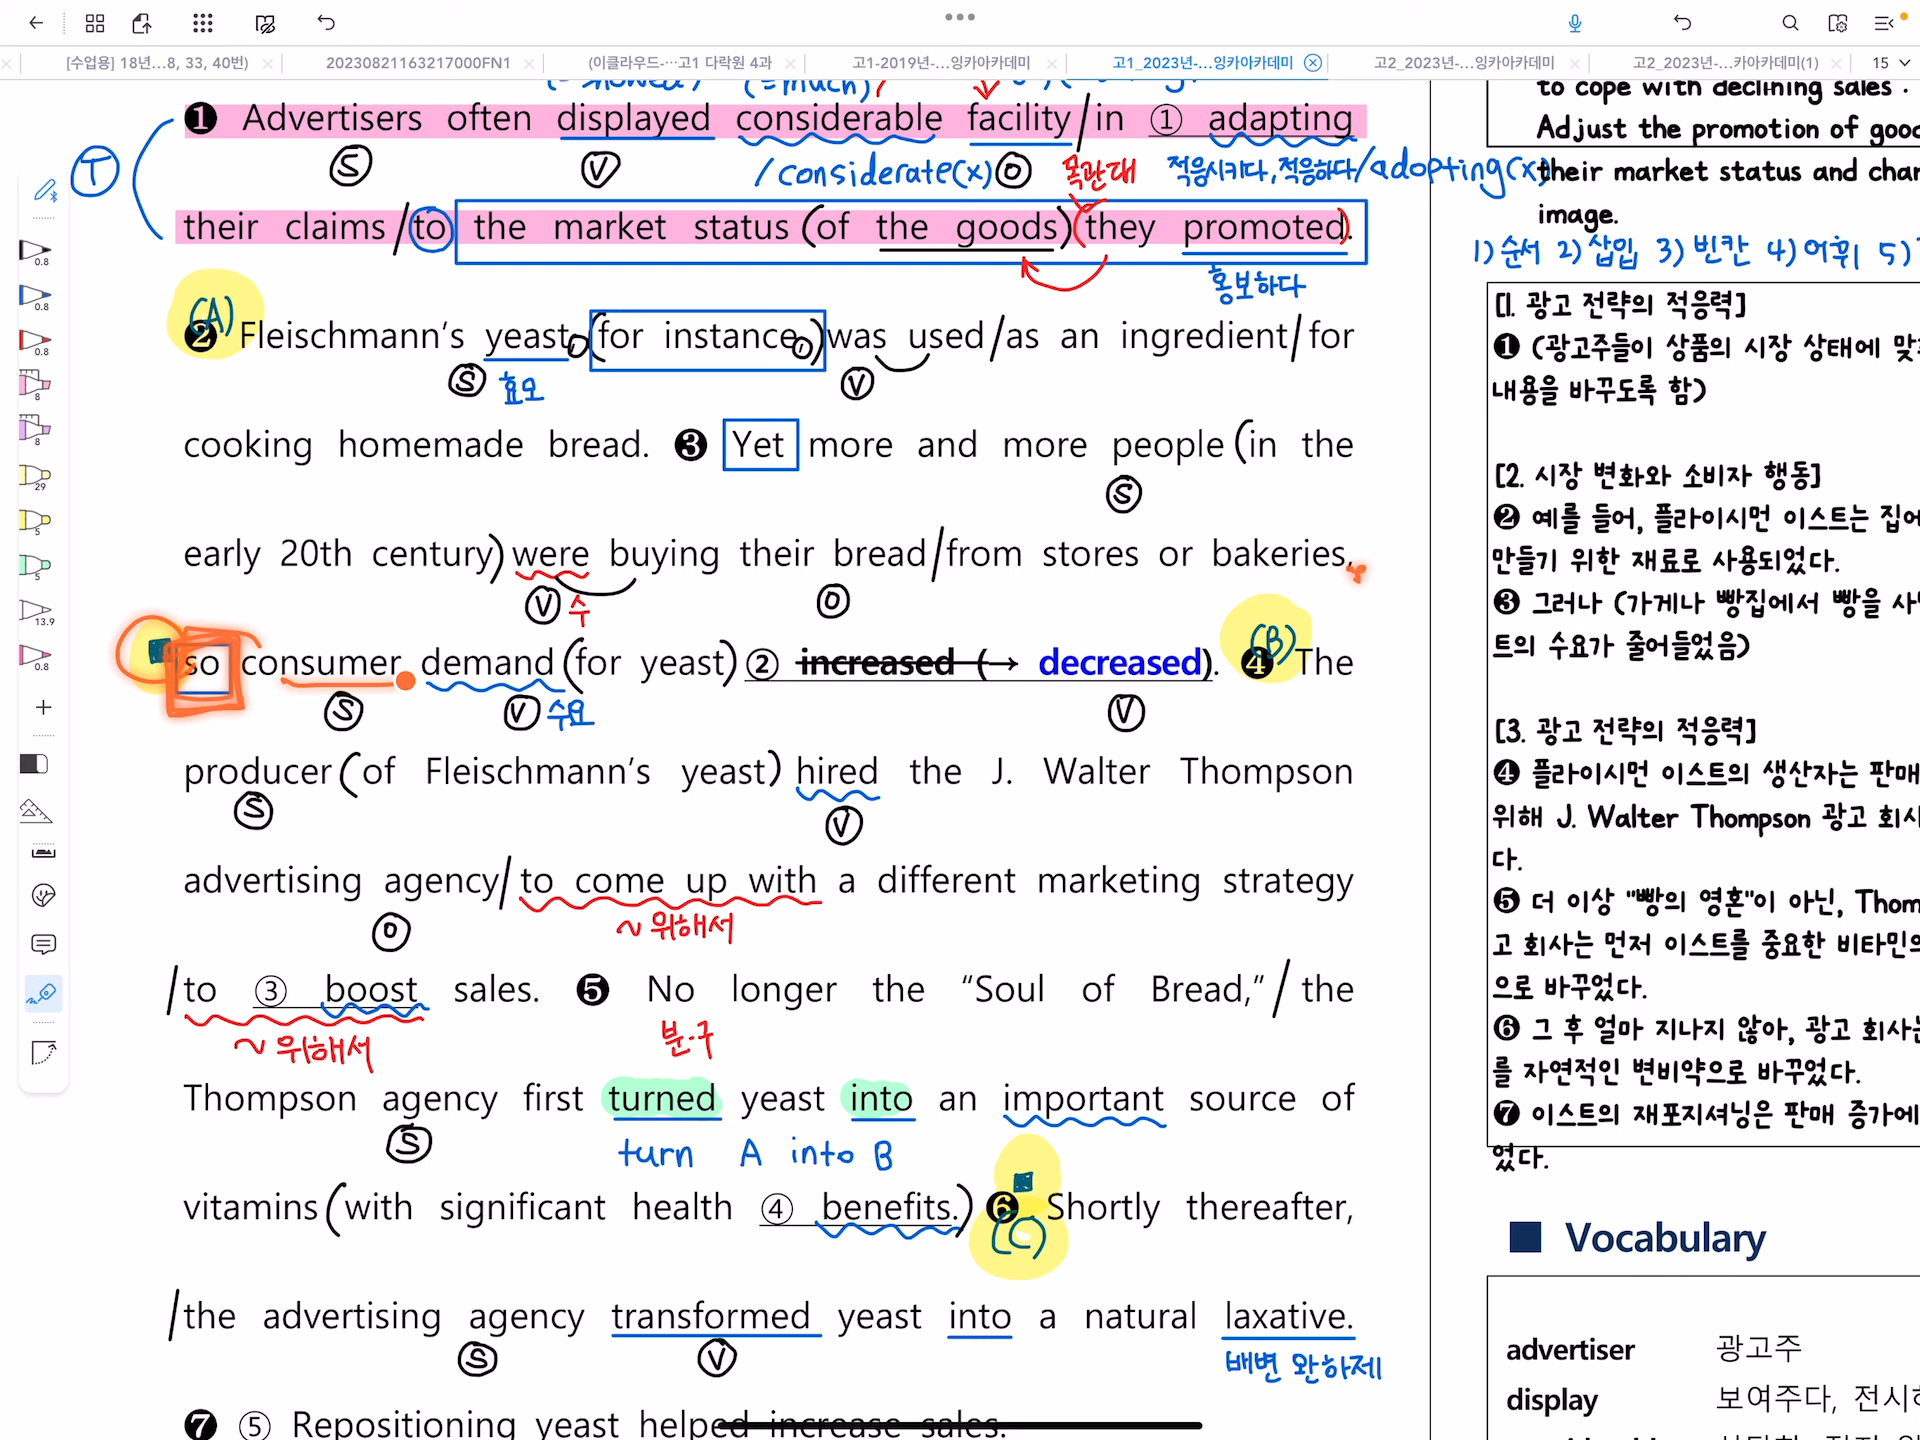 [수업용] 18년...8, 33, 40번)
20230821163217000FN1
(이클라우드-...고1 다락원 4과
고1-2019년-...잉카아카데미
고1_2023년-...잉카아카데미
고2_2023년-...잉카아카데미
고2_2023년-...카아카데미(1)
15
(=much)
❶ Advertisers often displayed considerable facility/in ① adapting
T
S V /considerate(x) O 목관대 적응시키다, 적응하다/adopting(x)
their claims/to the market status (of the goods)(they promoted).
홍보하다
(A)
❷ Fleischmann's yeast, (for instance,) was used/as an ingredient/for
S 효모 V
cooking homemade bread. ❸ Yet more and more people (in the
S
early 20th century) were buying their bread/from stores or bakeries,
V 수 O
(B)
so consumer demand (for yeast) ② increased (→ decreased). ❹ The
S V 수요 V
producer (of Fleischmann's yeast) hired the J. Walter Thompson
S V
advertising agency/to come up with a different marketing strategy
O ~위해서
/to ③ boost sales. ❺ No longer the “Soul of Bread,”/the
~위해서 분.구
Thompson agency first turned yeast into an important source of
S turn A into B
vitamins (with significant health ④ benefits.) ❻ Shortly thereafter,
(C)
/the advertising agency transformed yeast into a natural laxative.
S V 배변 완하제
❼ ⑤ Repositioning yeast helped increase sales.
to cope with declining sales.
Adjust the promotion of good
their market status and chan
image.
1) 순서 2) 삽입 3) 빈칸 4) 어휘 5)
[1. 광고 전략의 적응력]
❶ (광고주들이 상품의 시장 상태에 맞
내용을 바꾸도록 함)
[2. 시장 변화와 소비자 행동]
❷ 예를 들어, 플라이시먼 이스트는 집에
만들기 위한 재료로 사용되었다.
❸ 그러나 (가게나 빵집에서 빵을 사
트의 수요가 줄어들었음)
[3. 광고 전략의 적응력]
❹ 플라이시먼 이스트의 생산자는 판매
위해 J. Walter Thompson 광고 회사
다.
❺ 더 이상 "빵의 영혼"이 아닌, Thom
고 회사는 먼저 이스트를 중요한 비타민의
으로 바꾸었다.
❻ 그 후 얼마 지나지 않아, 광고 회사는
를 자연적인 변비약으로 바꾸었다.
❼ 이스트의 재포지셔닝은 판매 증가에
었다.
■ Vocabulary
advertiser 광고주
display 보여주다, 전시하
0.8
0.8
0.8
8
8
29
5
5
13.9
0.8